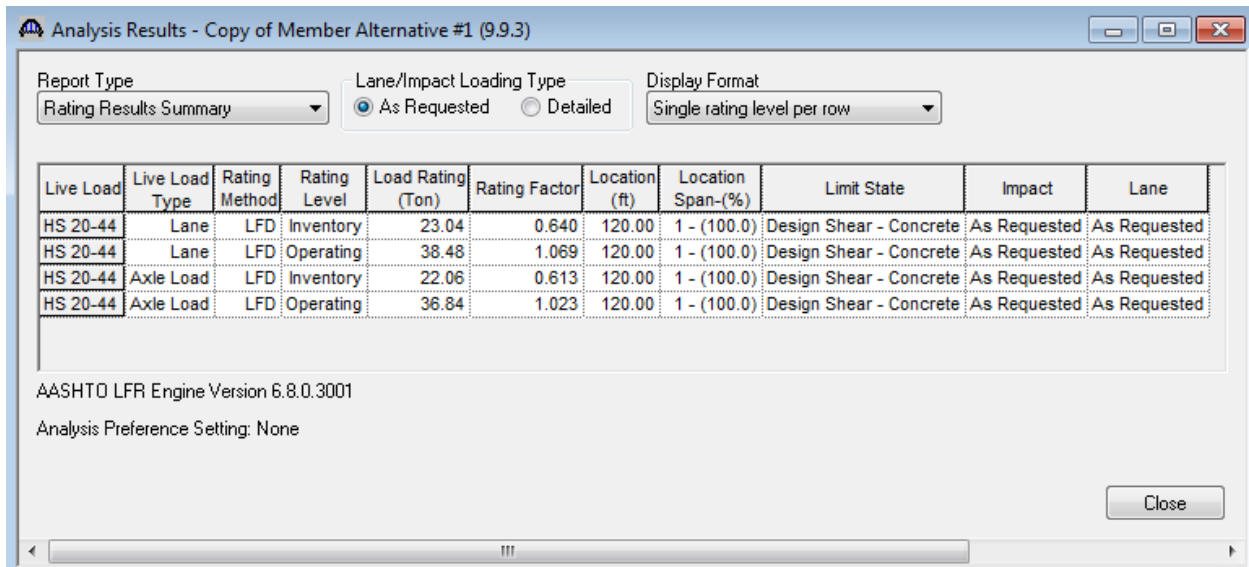 Analysis Results - Copy of Member Alternative #1 (9.9.3)
Report Type Lane/Impact Loading Type Display Format
Rating Results Summary As Requested Detailed Single rating level per row
Live Load Live Load Type Rating Method Rating Level Load Rating (Ton) Rating Factor Location (ft) Location Span-(%) Limit State Impact Lane
HS 20-44 Lane LFD Inventory 23.04 0.640 120.00 1 - (100.0) Design Shear - Concrete As Requested As Requested
HS 20-44 Lane LFD Operating 38.48 1.069 120.00 1 - (100.0) Design Shear - Concrete As Requested As Requested
HS 20-44 Axle Load LFD Inventory 22.06 0.613 120.00 1 - (100.0) Design Shear - Concrete As Requested As Requested
HS 20-44 Axle Load LFD Operating 36.84 1.023 120.00 1 - (100.0) Design Shear - Concrete As Requested As Requested
AASHTO LFR Engine Version 6.8.0.3001
Analysis Preference Setting: None
Close